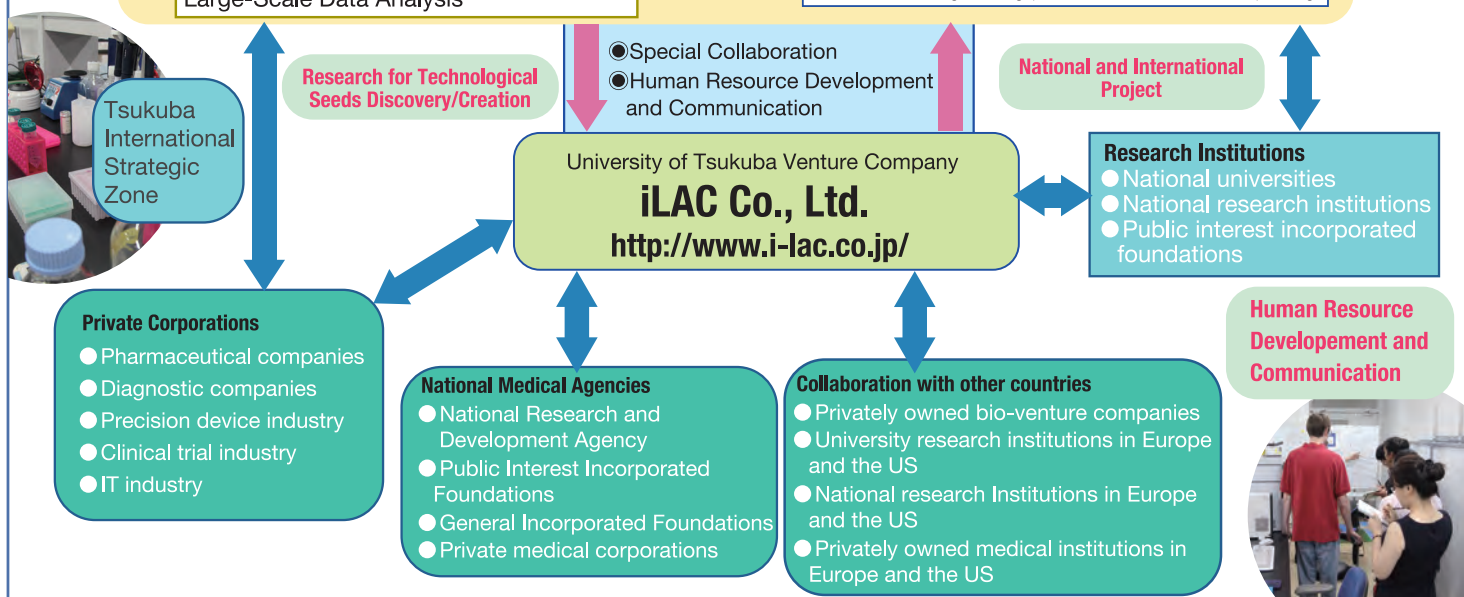 Large-Scale Data Analysis
Special Collaboration
Human Resource Development
and Communication
Research for Technological
Seeds Discovery/Creation
National and International
Project
Tsukuba
International
Strategic
Zone
University of Tsukuba Venture Company
iLAC Co., Ltd.
http://www.i-lac.co.jp/
Research Institutions
National universities
National research institutions
Public interest incorporated
foundations
Private Corporations
Pharmaceutical companies
Diagnostic companies
Precision device industry
Clinical trial industry
IT industry
National Medical Agencies
National Research and
Development Agency
Public Interest Incorporated
Foundations
General Incorporated Foundations
Private medical corporations
Collaboration with other countries
Privately owned bio-venture companies
University research institutions in Europe
and the US
National research Institutions in Europe
and the US
Privately owned medical institutions in
Europe and the US
Human Resource
Developement and
Communication